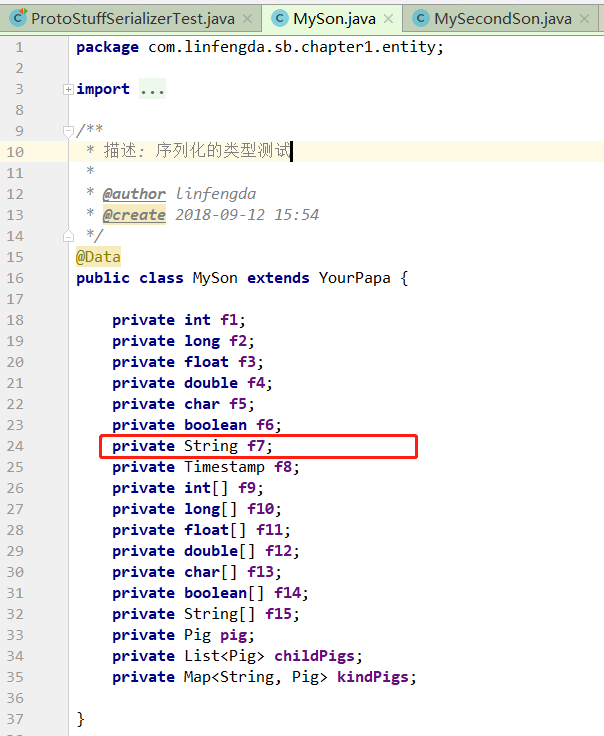 ProtoStuffSerializerTest.java MySon.java MySecondSon.java
1 package com.linfengda.sb.chapter1.entity;
2
3 import ...
8
9 /**
10 * 描述: 序列化的类型测试
11 *
12 * @author linfengda
13 * @create 2018-09-12 15:54
14 */
15 @Data
16 public class MySon extends YourPapa {
17
18 private int f1;
19 private long f2;
20 private float f3;
21 private double f4;
22 private char f5;
23 private boolean f6;
24 private String f7;
25 private Timestamp f8;
26 private int[] f9;
27 private long[] f10;
28 private float[] f11;
29 private double[] f12;
30 private char[] f13;
31 private boolean[] f14;
32 private String[] f15;
33 private Pig pig;
34 private List<Pig> childPigs;
35 private Map<String, Pig> kindPigs;
36
37 }